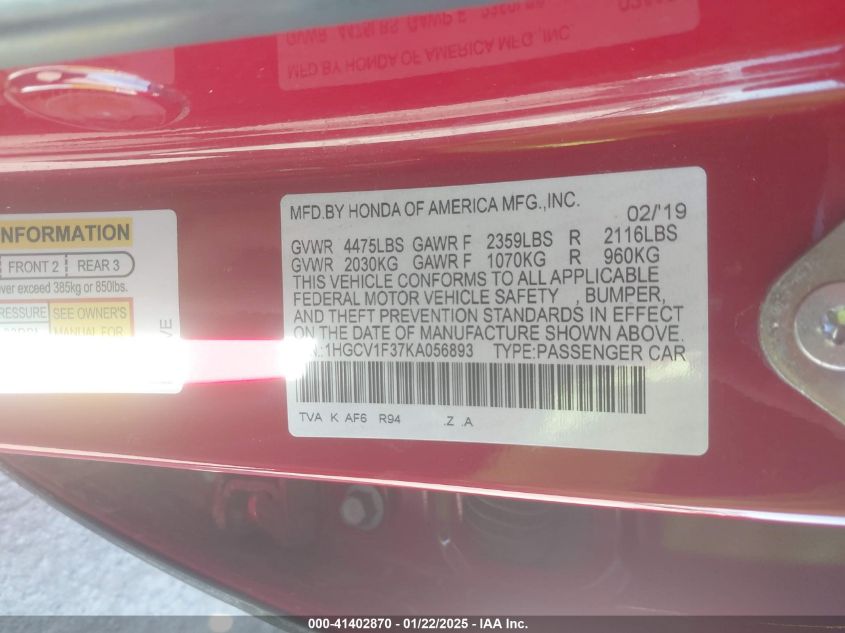 MFD.BY HONDA OF AMERICA MFG.,INC.
02/'19
GVWR 4475LBS GAWR F 2359LBS R 2116LBS
GVWR 2030KG GAWR F 1070KG R 960KG
THIS VEHICLE CONFORMS TO ALL APPLICABLE
FEDERAL MOTOR VEHICLE SAFETY , BUMPER,
AND THEFT PREVENTION STANDARDS IN EFFECT
ON THE DATE OF MANUFACTURE SHOWN ABOVE.
:1HGCV1F37KA056893 TYPE:PASSENGER CAR
TVA K AF6 R94 .Z .A
INFORMATION
FRONT 2 REAR 3
exceed 385kg or 850lbs.
SEE OWNER'S
MANUAL FOR
000-41402870 - 01/22/2025 - IAA Inc.